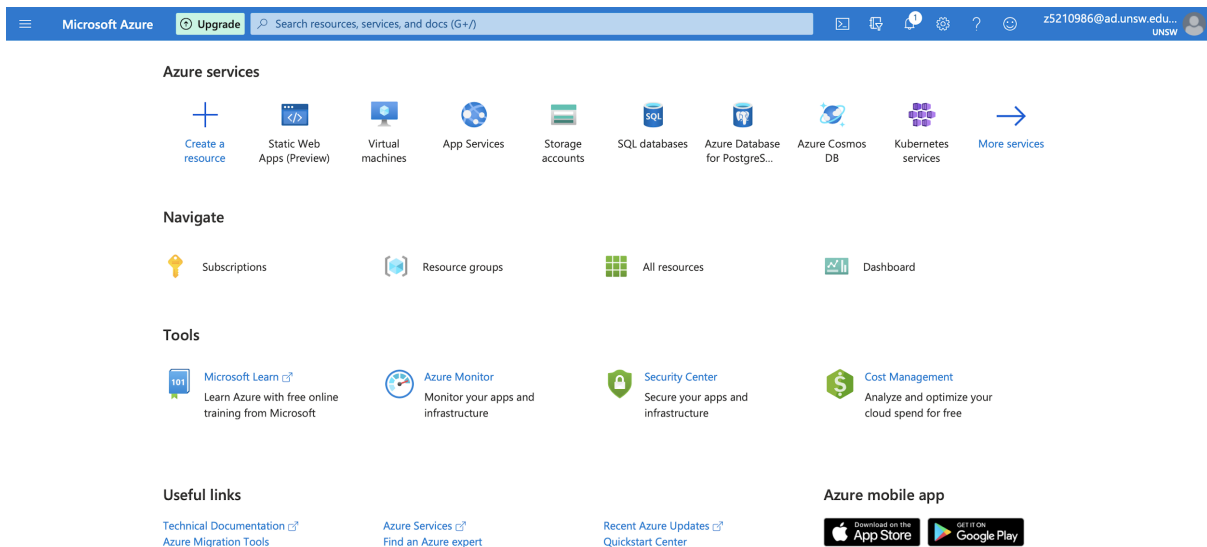 Microsoft Azure
Upgrade
Search resources, services, and docs (G+/)
1
z5210986@ad.unsw.edu...
UNSW
Azure services
Create a
resource
Static Web
Apps (Preview)
Virtual
machines
App Services
Storage
accounts
SQL
SQL databases
Azure Database
for PostgreS...
Azure Cosmos
DB
Kubernetes
services
More services
Navigate
Subscriptions
Resource groups
All resources
Dashboard
Tools
101
Microsoft Learn
Learn Azure with free online
training from Microsoft
Azure Monitor
Monitor your apps and
infrastructure
Security Center
Secure your apps and
infrastructure
$
Cost Management
Analyze and optimize your
cloud spend for free
Useful links
Technical Documentation
Azure Migration Tools
Azure Services
Find an Azure expert
Recent Azure Updates
Quickstart Center
Azure mobile app
Download on the
App Store
GET IT ON
Google Play